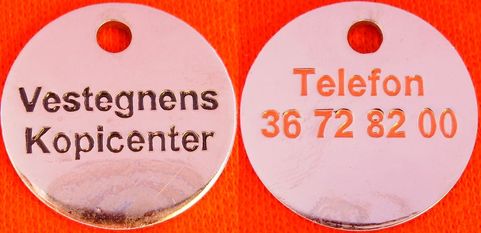 Vestegnens
Kopicenter
Telefon
36 72 82 00